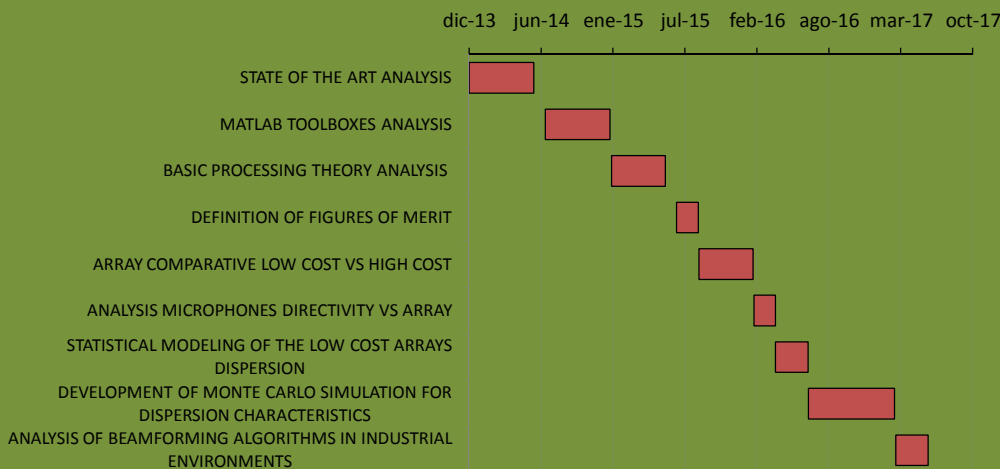 dic-13 jun-14 ene-15 jul-15 feb-16 ago-16 mar-17 oct-17
STATE OF THE ART ANALYSIS
MATLAB TOOLBOXES ANALYSIS
BASIC PROCESSING THEORY ANALYSIS
DEFINITION OF FIGURES OF MERIT
ARRAY COMPARATIVE LOW COST VS HIGH COST
ANALYSIS MICROPHONES DIRECTIVITY VS ARRAY
STATISTICAL MODELING OF THE LOW COST ARRAYS
DISPERSION
DEVELOPMENT OF MONTE CARLO SIMULATION FOR
DISPERSION CHARACTERISTICS
ANALYSIS OF BEAMFORMING ALGORITHMS IN INDUSTRIAL
ENVIRONMENTS